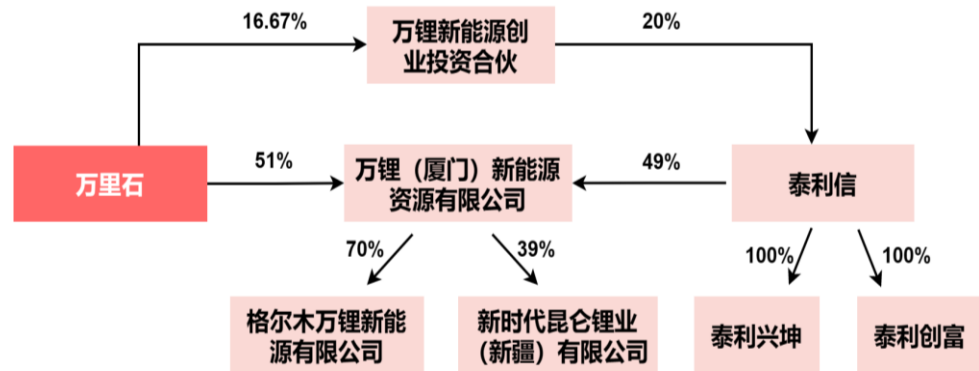 16.67%
万锂新能源创
业投资合伙
20%
万里石
51%
万锂（厦门）新能源
资源有限公司
49%
泰利信
70%
39%
100%
100%
格尔木万锂新能
源有限公司
新时代昆仑锂业
（新疆）有限公司
泰利兴坤
泰利创富